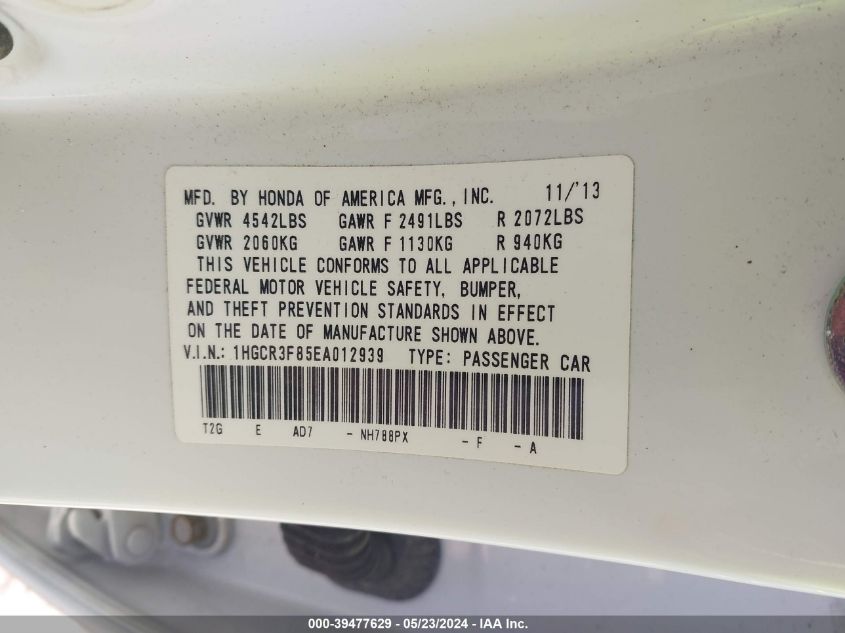 MFD. BY HONDA OF AMERICA MFG., INC. 11/'13
GVWR 4542LBS GAWR F 2491LBS R 2072LBS
GVWR 2060KG GAWR F 1130KG R 940KG
THIS VEHICLE CONFORMS TO ALL APPLICABLE
FEDERAL MOTOR VEHICLE SAFETY, BUMPER,
AND THEFT PREVENTION STANDARDS IN EFFECT
ON THE DATE OF MANUFACTURE SHOWN ABOVE.
V.I.N.: 1HGCR3F85EA012939 TYPE: PASSENGER CAR
T2G E AD7 - NH788PX - F - A
000-39477629 - 05/23/2024 - IAA Inc.